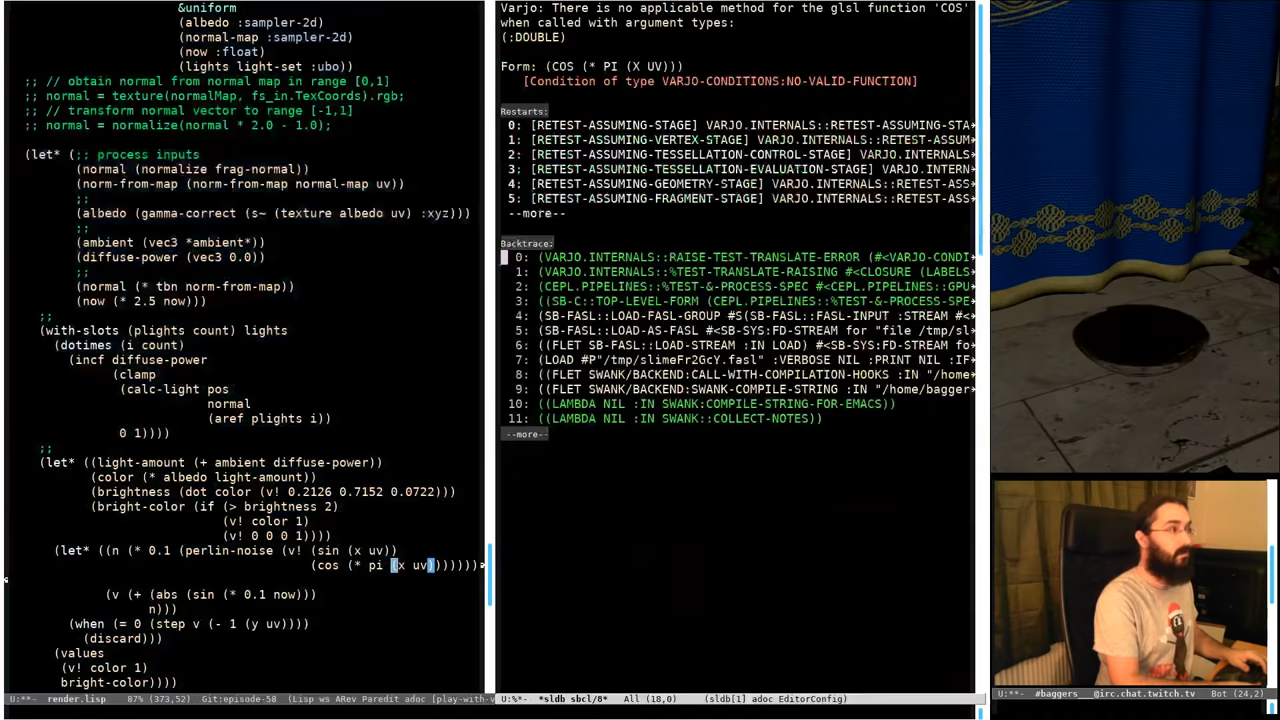 &uniform
(albedo :sampler-2d)
(normal-map :sampler-2d)
(now :float)
(lights light-set :ubo))
;; // obtain normal from normal map in range [0,1]
;; normal = texture(normalMap, fs_in.TexCoords).rgb;
;; // transform normal vector to range [-1,1]
;; normal = normalize(normal * 2.0 - 1.0);
(let* (;; process inputs
(normal (normalize frag-normal))
(norm-from-map (norm-from-map normal-map uv))
;;
(albedo (gamma-correct (s~ (texture albedo uv) :xyz)))
;;
(ambient (vec3 *ambient*))
(diffuse-power (vec3 0.0))
;;
(normal (* tbn norm-from-map))
(now (* 2.5 now)))
;;
(with-slots (plights count) lights
(dotimes (i count)
(incf diffuse-power
(clamp
(calc-light pos
normal
(aref plights i))
0 1))))
;;
(let* ((light-amount (+ ambient diffuse-power))
(color (* albedo light-amount))
(brightness (dot color (v! 0.2126 0.7152 0.0722)))
(bright-color (if (> brightness 2)
(v! color 1)
(v! 0 0 0 1))))
(let* ((n (* 0.1 (perlin-noise (v! (sin (x uv))
(cos (* pi (x uv))))))
(v (+ (abs (sin (* 0.1 now)))
n)))
(when (= 0 (step v (- 1 (y uv))))
(discard)))
(values
(v! color 1)
bright-color))))
U:**- render.lisp 87% (373,52) Git:episode-58 (Lisp ws ARev Paredit adoc [play-with-v
Varjo: There is no applicable method for the glsl function 'COS'
when called with argument types:
(:DOUBLE)
Form: (COS (* PI (X UV)))
[Condition of type VARJO-CONDITIONS:NO-VALID-FUNCTION]
Restarts:
0: [RETEST-ASSUMING-STAGE] VARJO.INTERNALS::RETEST-ASSUMING-STA
1: [RETEST-ASSUMING-VERTEX-STAGE] VARJO.INTERNALS::RETEST-ASSUM
2: [RETEST-ASSUMING-TESSELLATION-CONTROL-STAGE] VARJO.INTERNALS
3: [RETEST-ASSUMING-TESSELLATION-EVALUATION-STAGE] VARJO.INTERN
4: [RETEST-ASSUMING-GEOMETRY-STAGE] VARJO.INTERNALS::RETEST-ASS
5: [RETEST-ASSUMING-FRAGMENT-STAGE] VARJO.INTERNALS::RETEST-ASS
--more--
Backtrace:
0: (VARJO.INTERNALS::RAISE-TEST-TRANSLATE-ERROR (#<VARJO-CONDI
1: (VARJO.INTERNALS::%TEST-TRANSLATE-RAISING #<CLOSURE (LABELS
2: (CEPL.PIPELINES::%TEST-&-PROCESS-SPEC #<CEPL.PIPELINES::GPU
3: ((SB-C::TOP-LEVEL-FORM (CEPL.PIPELINES::%TEST-&-PROCESS-SPE
4: (SB-FASL::LOAD-FASL-GROUP #S(SB-FASL::FASL-INPUT :STREAM #<
5: (SB-FASL::LOAD-AS-FASL #<SB-SYS:FD-STREAM for "file /tmp/sl
6: ((FLET SB-FASL::LOAD-STREAM :IN LOAD) #<SB-SYS:FD-STREAM fo
7: (LOAD #P"/tmp/slimeFr2GcY.fasl" :VERBOSE NIL :PRINT NIL :IF
8: ((FLET SWANK/BACKEND:CALL-WITH-COMPILATION-HOOKS :IN "/home
9: ((FLET SWANK/BACKEND:SWANK-COMPILE-STRING :IN "/home/bagger
10: ((LAMBDA NIL :IN SWANK:COMPILE-STRING-FOR-EMACS))
11: ((LAMBDA NIL :IN SWANK::COLLECT-NOTES))
--more--
U:%*- *sldb sbcl/8* All (18,0) (sldb[1] adoc EditorConfig)
U:**- #baggers___@irc.chat.twitch.tv Bot (24,2)